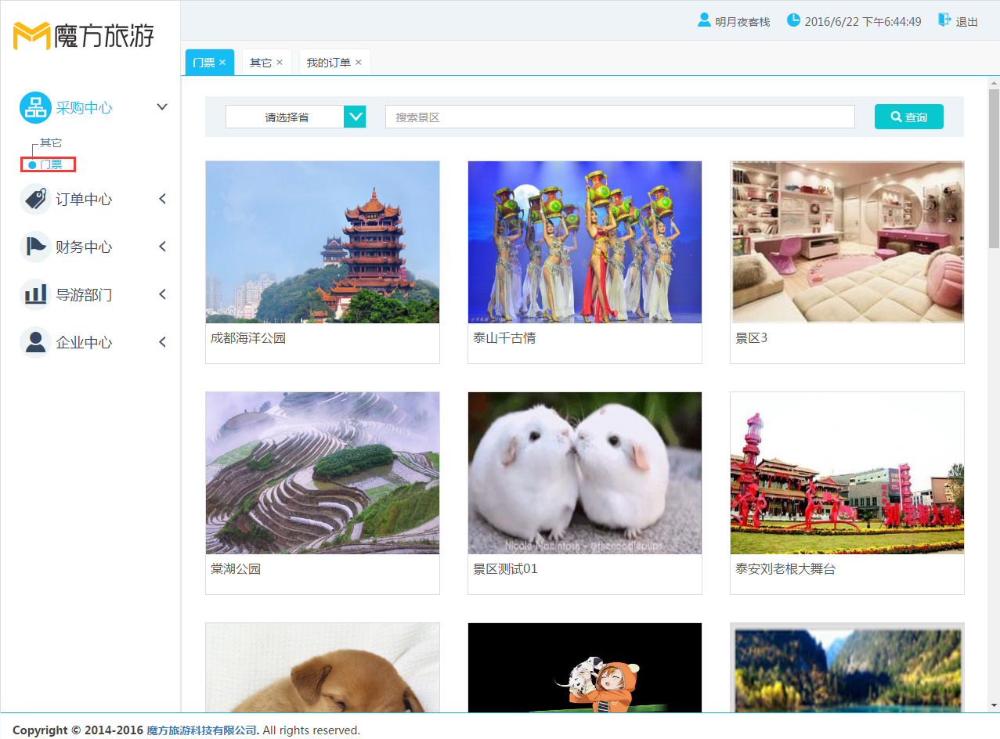 魔方旅游
明月夜客栈 2016/6/22 下午6:44:49 退出
门票 × 其它 × 我的订单 ×
采购中心
其它
门票
订单中心
财务中心
导游部门
企业中心
请选择省 搜索景区 查询
成都海洋公园
泰山千古情
景区3
Nicole Macintosh - @thenoodlepups
棠湖公园
景区测试01
泰安刘老根大舞台
Copyright © 2014-2016 魔方旅游科技有限公司. All rights reserved.